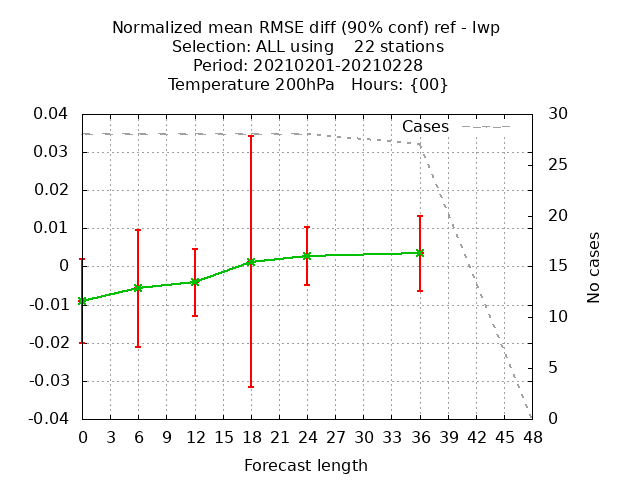 Normalized mean RMSE diff (90% conf) ref - lwp
Selection: ALL using    22 stations
Period: 20210201-20210228
Temperature 200hPa   Hours: {00}
Cases
0.04
0.03
0.02
0.01
0
-0.01
-0.02
-0.03
-0.04
30
25
20
15
10
5
0
No cases
0 3 6 9 12 15 18 21 24 27 30 33 36 39 42 45 48
Forecast length